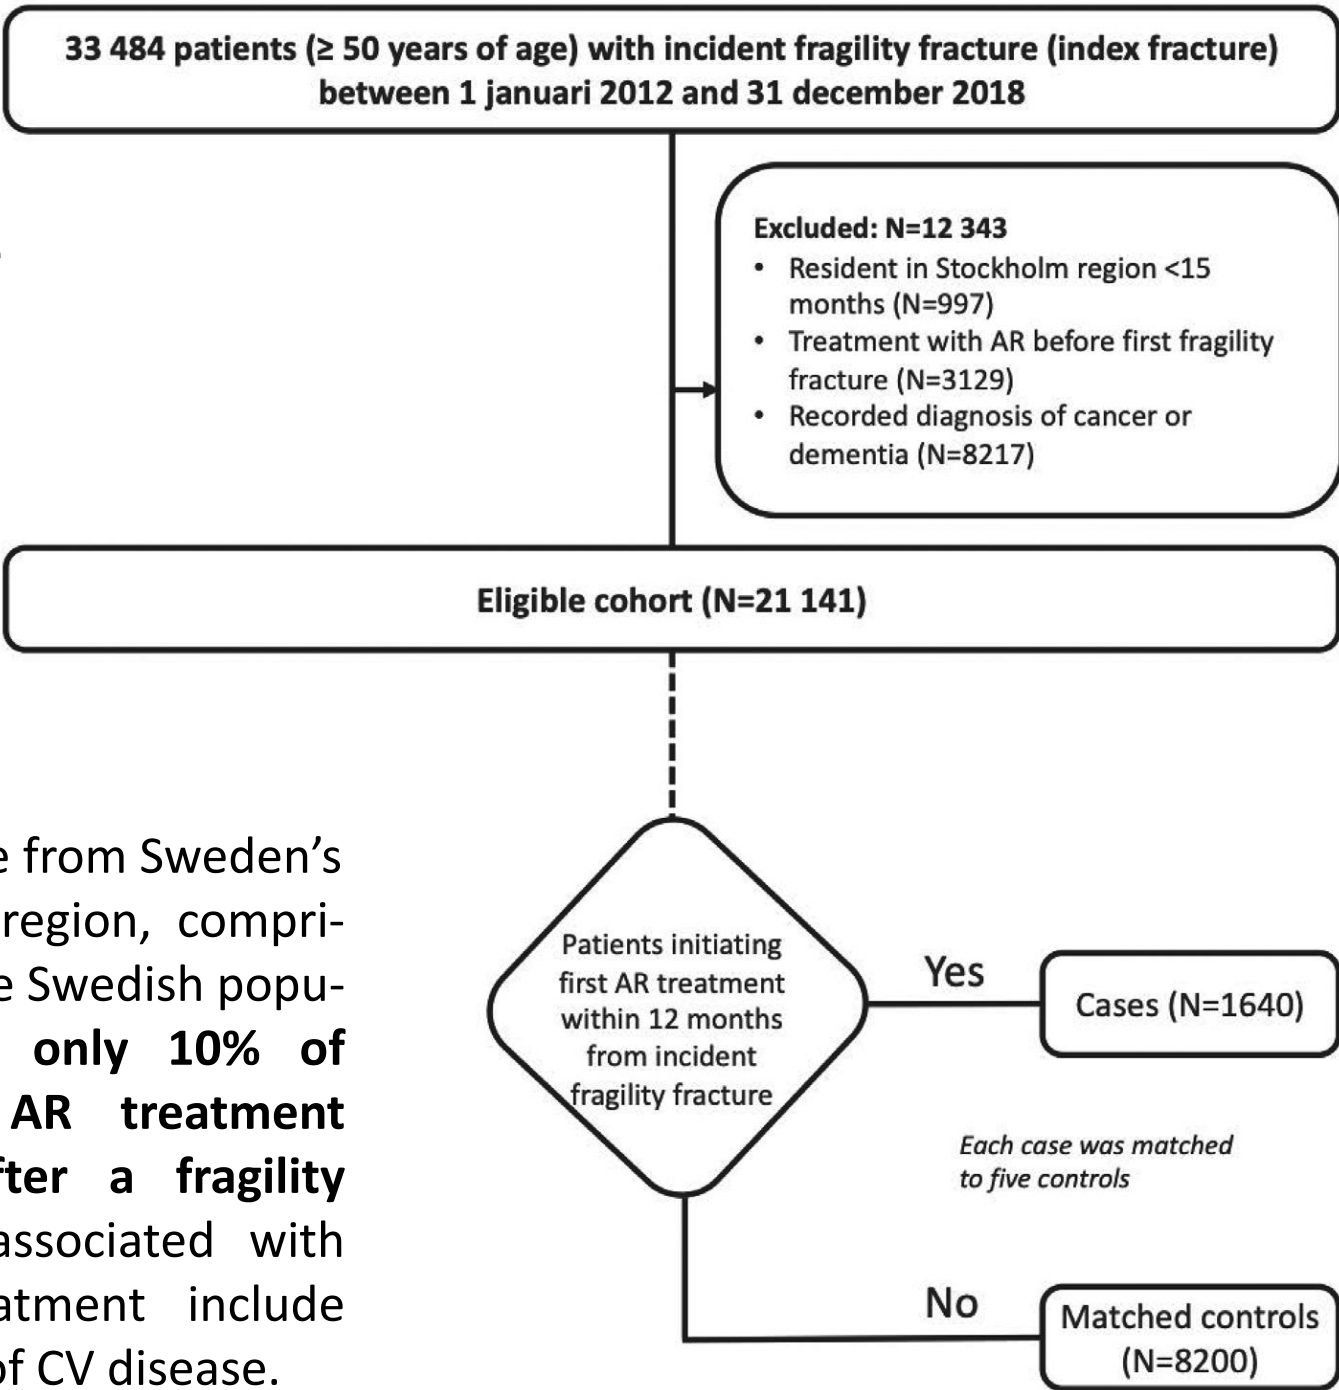 33 484 patients (≥ 50 years of age) with incident fragility fracture (index fracture)
between 1 januari 2012 and 31 december 2018
Excluded: N=12 343
• Resident in Stockholm region <15
months (N=997)
• Treatment with AR before first fragility
fracture (N=3129)
• Recorded diagnosis of cancer or
dementia (N=8217)
Eligible cohort (N=21 141)
from Sweden’s
region, compri-
Swedish popu-
only 10% of
AR treatment
a fragility
associated with
include
of CV disease.
Patients initiating
first AR treatment
within 12 months
from incident
fragility fracture
Yes
Cases (N=1640)
Each case was matched
to five controls
No
Matched controls
(N=8200)